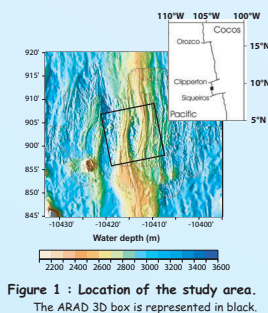 110°W 105°W 100°W
Cocos
Orozco
15°N
Clipperton
10°N
Siqueiros
Pacific
5°N
920'
915'
910'
905'
900'
855'
850'
845'
-10430' -10420' -10410' -10400'
Water depth (m)
2200 2400 2600 2800 3000 3200 3400 3600
Figure 1 : Location of the study area.
The ARAD 3D box is represented in black.